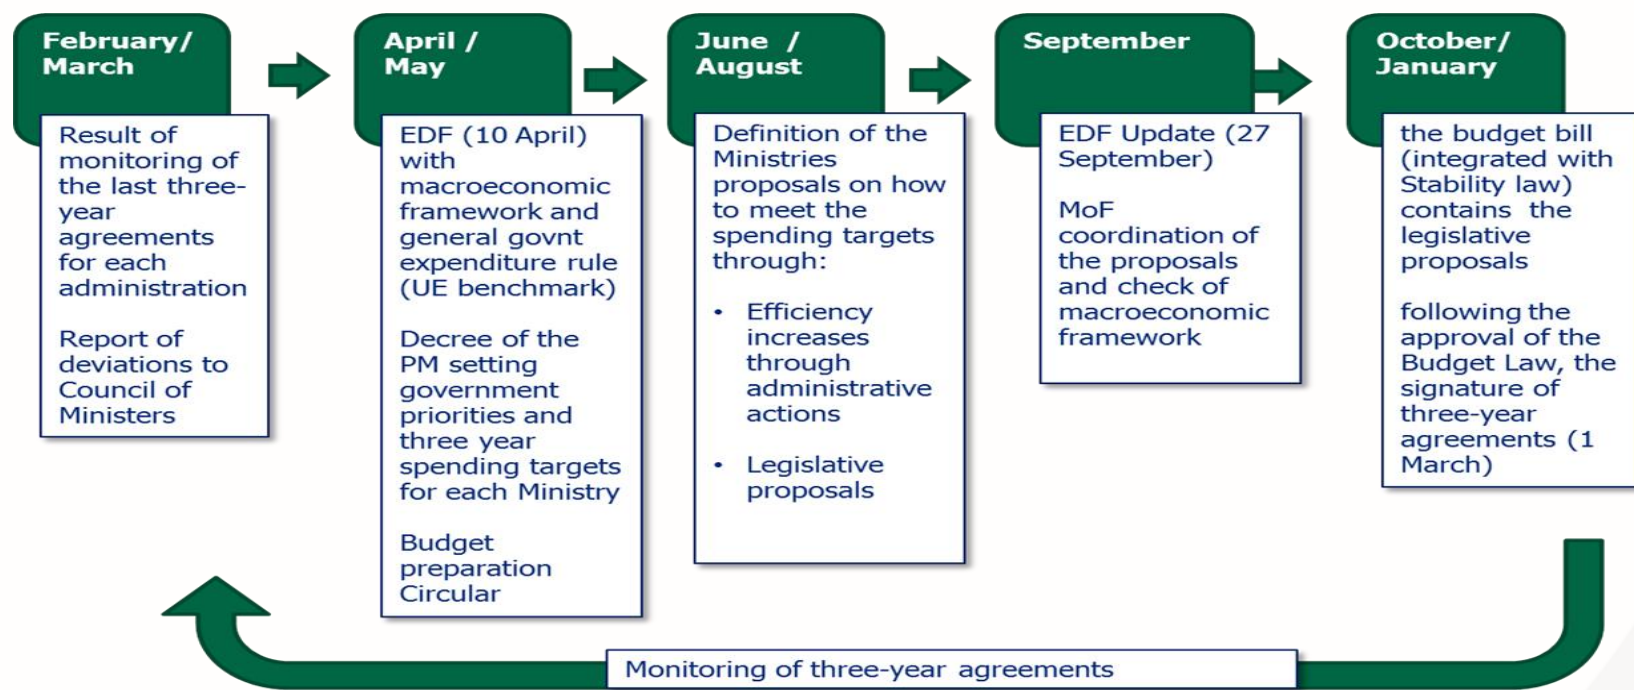 February/
March
Result of
monitoring of
the last three-
year
agreements
for each
administration
Report of
deviations to
Council of
Ministers
April /
May
EDF (10 April)
with
macroeconomic
framework and
general govnt
expenditure rule
(UE benchmark)
Decree of the
PM setting
government
priorities and
three year
spending targets
for each Ministry
Budget
preparation
Circular
June /
August
Definition of the
Ministries
proposals on how
to meet the
spending targets
through:
• Efficiency
increases
through
administrative
actions
• Legislative
proposals
September
EDF Update (27
September)
MoF
coordination of
the proposals
and check of
macroeconomic
framework
October/
January
the budget bill
(integrated with
Stability law)
contains the
legislative
proposals
following the
approval of the
Budget Law, the
signature of
three-year
agreements (1
March)
Monitoring of three-year agreements